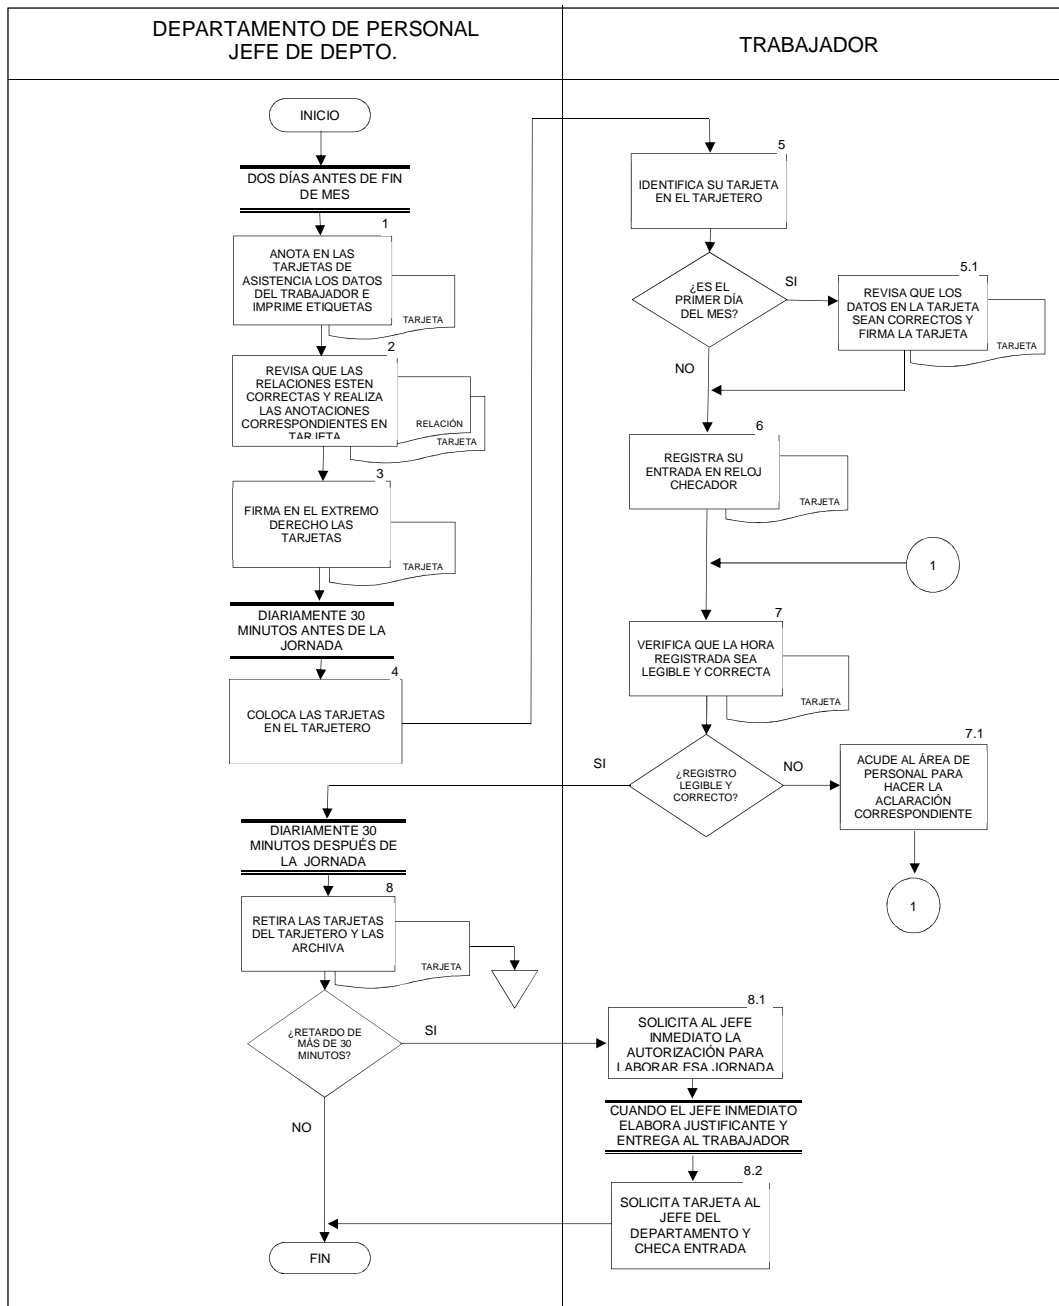 DEPARTAMENTO DE PERSONAL
JEFE DE DEPTO.
TRABAJADOR
INICIO
DOS DÍAS ANTES DE FIN
DE MES
1
ANOTA EN LAS
TARJETAS DE
ASISTENCIA LOS DATOS
DEL TRABAJADOR E
IMPRIME ETIQUETAS
TARJETA
2
REVISA QUE LAS
RELACIONES ESTEN
CORRECTAS Y REALIZA
LAS ANOTACIONES
CORRESPONDIENTES EN
TARJETA
RELACIÓN
TARJETA
3
FIRMA EN EL EXTREMO
DERECHO LAS
TARJETAS
TARJETA
DIARIAMENTE 30
MINUTOS ANTES DE LA
JORNADA
4
COLOCA LAS TARJETAS
EN EL TARJETERO
5
IDENTIFICA SU TARJETA
EN EL TARJETERO
¿ES EL
PRIMER DÍA
DEL MES?
SI
NO
5.1
REVISA QUE LOS
DATOS EN LA TARJETA
SEAN CORRECTOS Y
FIRMA LA TARJETA
TARJETA
6
REGISTRA SU
ENTRADA EN RELOJ
CHECADOR
TARJETA
1
7
VERIFICA QUE LA HORA
REGISTRADA SEA
LEGIBLE Y CORRECTA
TARJETA
¿REGISTRO
LEGIBLE Y
CORRECTO?
SI
NO
7.1
ACUDE AL ÁREA DE
PERSONAL PARA
HACER LA
ACLARACIÓN
CORRESPONDIENTE
1
DIARIAMENTE 30
MINUTOS DESPUÉS DE
LA JORNADA
8
RETIRA LAS TARJETAS
DEL TARJETERO Y LAS
ARCHIVA
TARJETA
¿RETARDO DE
MÁS DE 30
MINUTOS?
SI
NO
8.1
SOLICITA AL JEFE
INMEDIATO LA
AUTORIZACIÓN PARA
LABORAR ESA JORNADA
CUANDO EL JEFE INMEDIATO
ELABORA JUSTIFICANTE Y
ENTREGA AL TRABAJADOR
8.2
SOLICITA TARJETA AL
JEFE DEL
DEPARTAMENTO Y
CHECA ENTRADA
FIN